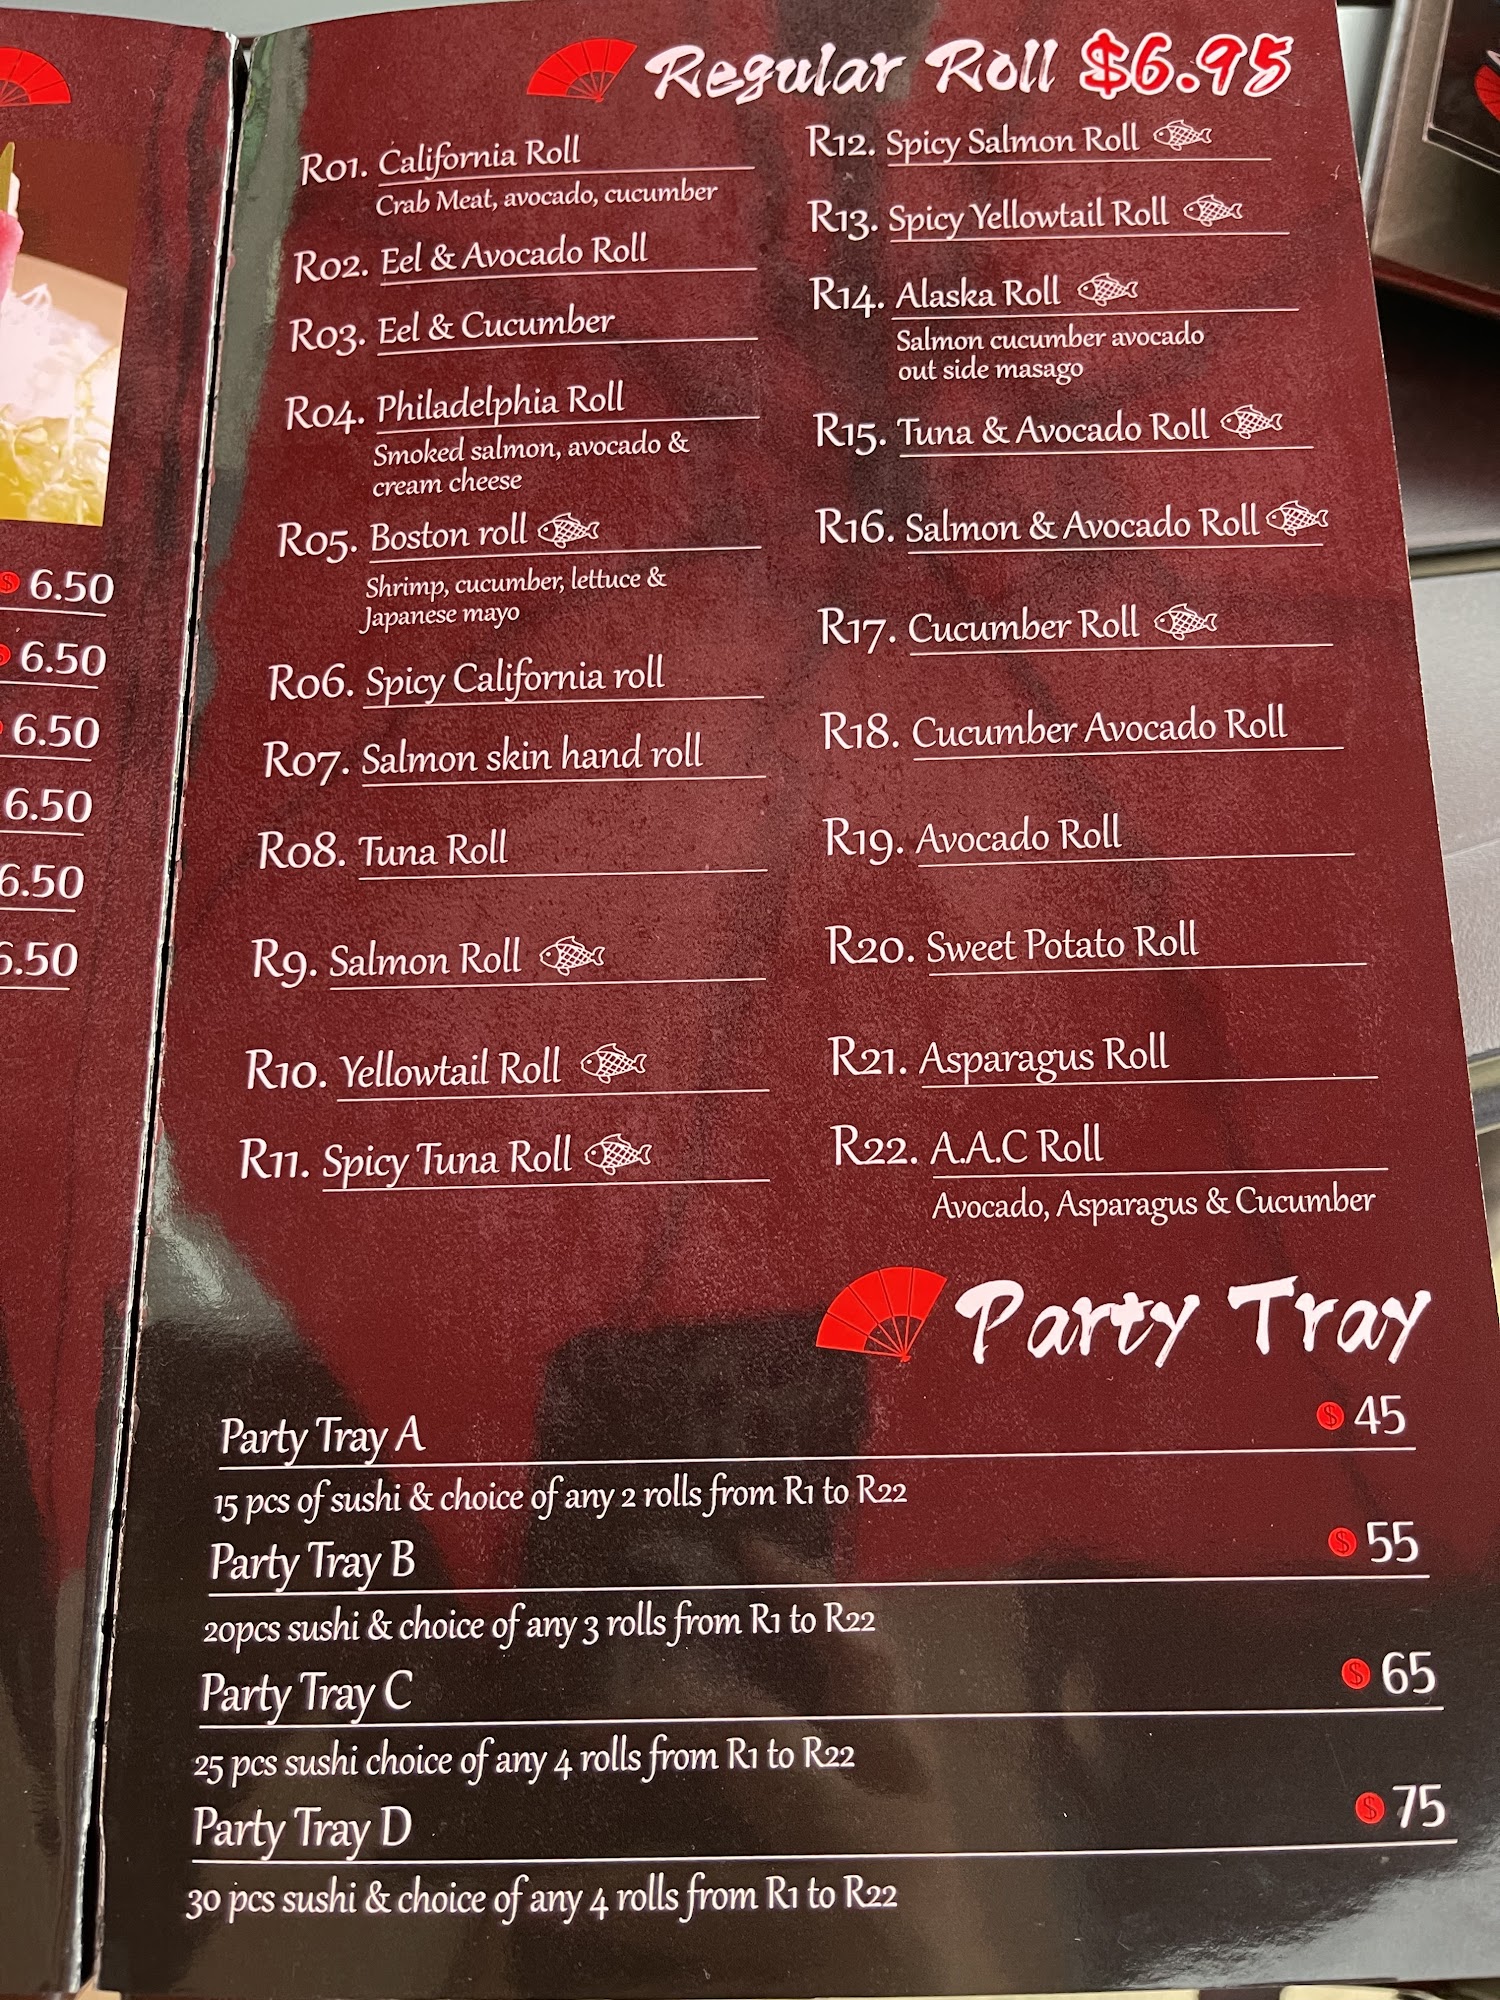 6.50
6.50
6.50
6.50
6.50
6.50
Regular Roll $6.95
R01. California Roll
Crab Meat, avocado, cucumber
R02. Eel & Avocado Roll
R03. Eel & Cucumber
R04. Philadelphia Roll
Smoked salmon, avocado &
cream cheese
R05. Boston roll
Shrimp, cucumber, lettuce &
Japanese mayo
R06. Spicy California roll
R07. Salmon skin hand roll
R08. Tuna Roll
R9. Salmon Roll
R10. Yellowtail Roll
R11. Spicy Tuna Roll
R12. Spicy Salmon Roll
R13. Spicy Yellowtail Roll
R14. Alaska Roll
Salmon cucumber avocado
out side masago
R15. Tuna & Avocado Roll
R16. Salmon & Avocado Roll
R17. Cucumber Roll
R18. Cucumber Avocado Roll
R19. Avocado Roll
R20. Sweet Potato Roll
R21. Asparagus Roll
R22. A.A.C Roll
Avocado, Asparagus & Cucumber
Party Tray
Party Tray A $ 45
15 pcs of sushi & choice of any 2 rolls from R1 to R22
Party Tray B $ 55
20pcs sushi & choice of any 3 rolls from R1 to R22
Party Tray C $ 65
25 pcs sushi choice of any 4 rolls from R1 to R22
Party Tray D $ 75
30 pcs sushi & choice of any 4 rolls from R1 to R22